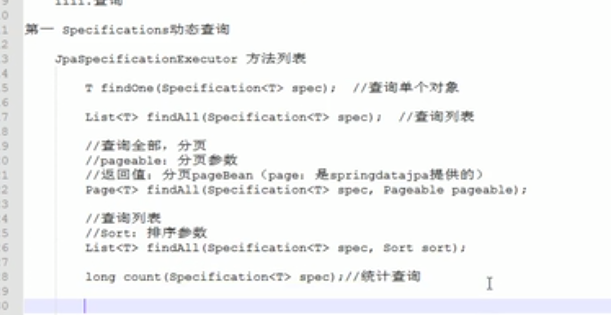 第一 Specifications动态查询
JpaSpecificationExecutor 方法列表
T findOne(Specification<T> spec); //查询单个对象
List<T> findAll(Specification<T> spec); //查询列表
//查询全部，分页
//pageable：分页参数
//返回值：分页pageBean（page：是springdatajpa提供的）
Page<T> findAll(Specification<T> spec, Pageable pageable);
//查询列表
//Sort：排序参数
List<T> findAll(Specification<T> spec, Sort sort);
long count(Specification<T> spec);//统计查询